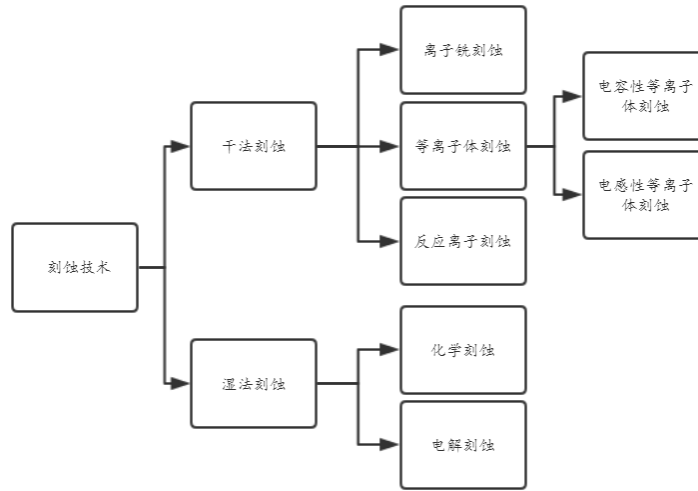 离子铣刻蚀
电容性等离子
体刻蚀
干法刻蚀
等离子体刻蚀
电感性等离子
体刻蚀
反应离子刻蚀
刻蚀技术
化学刻蚀
湿法刻蚀
电解刻蚀